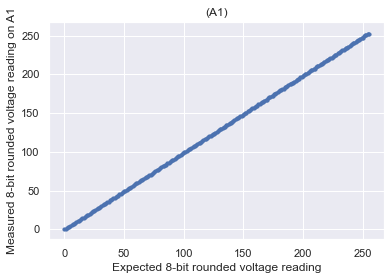 (A1)
Measured 8-bit rounded voltage reading on A1
250
200
150
100
50
0
0 50 100 150 200 250
Expected 8-bit rounded voltage reading